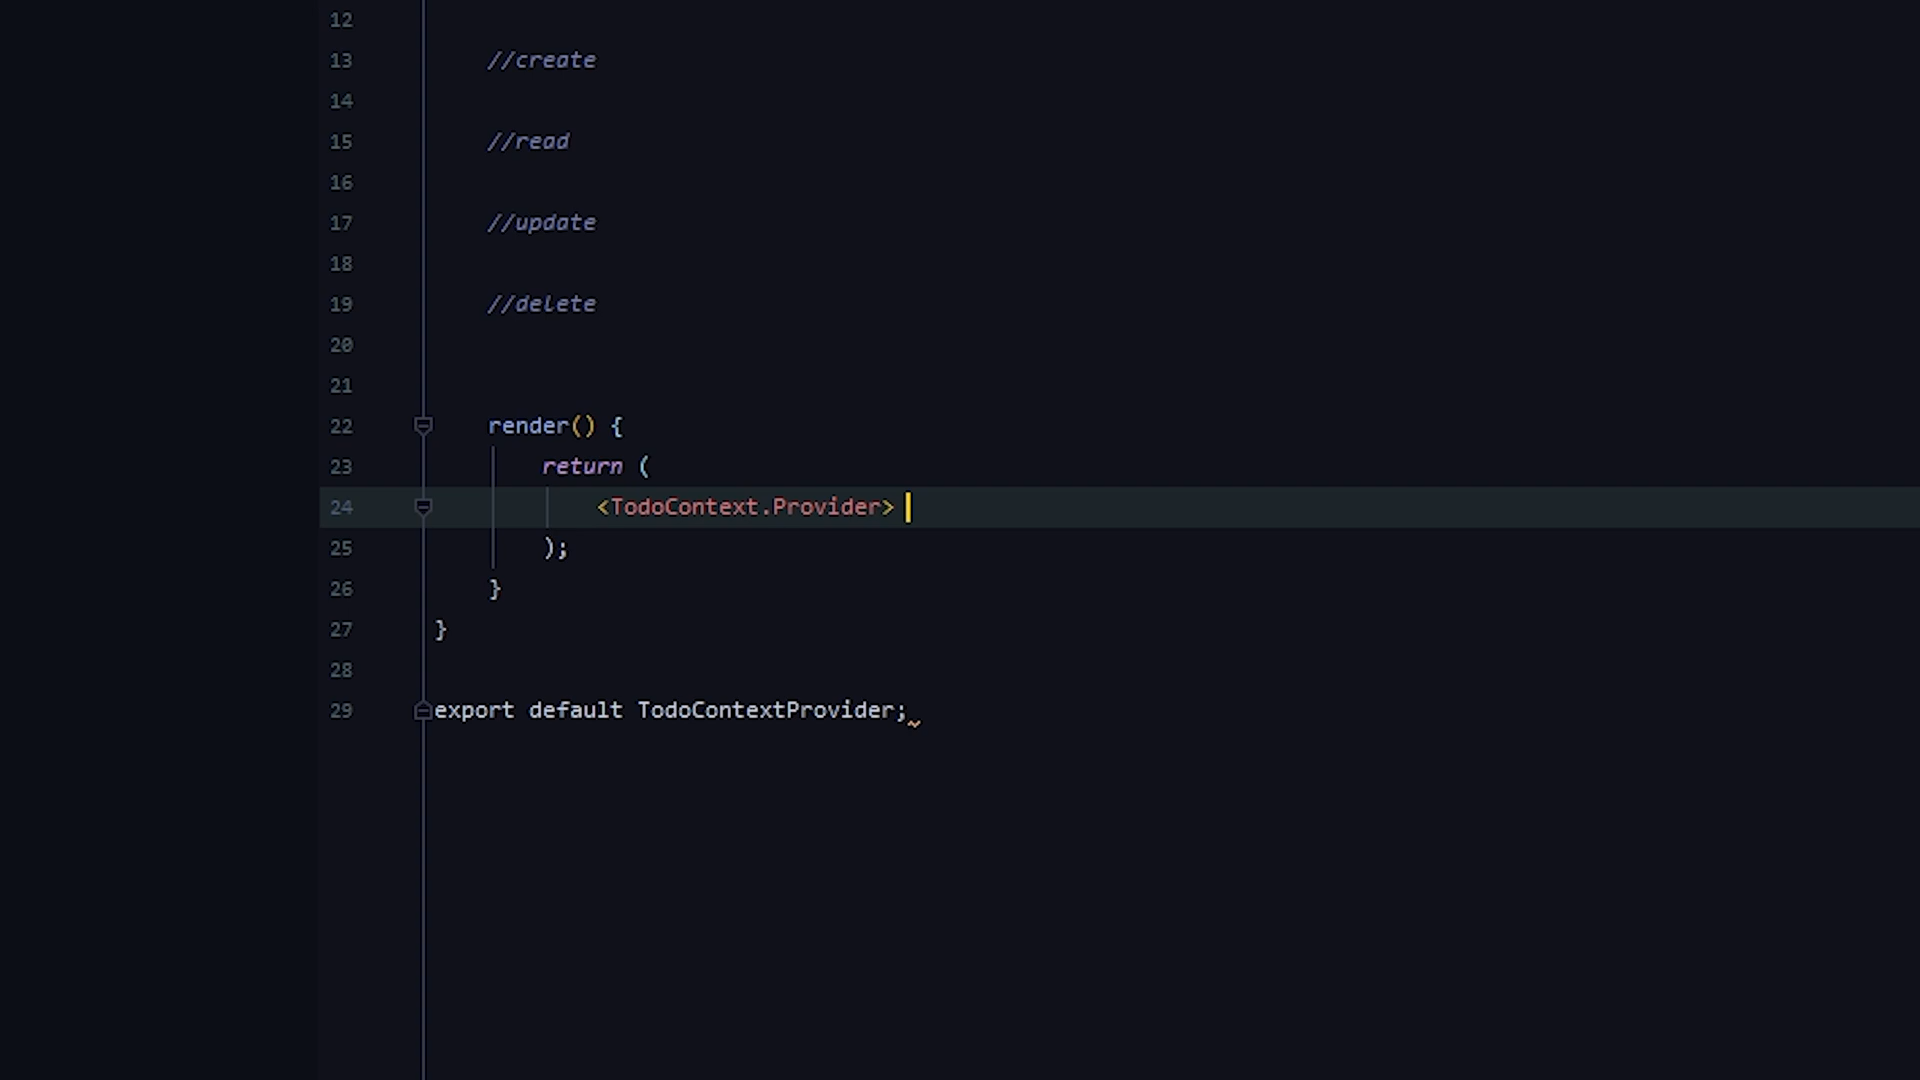 12
13 //create
14
15 //read
16
17 //update
18
19 //delete
20
21
22 render() {
23 return (
24 <TodoContext.Provider>
25 );
26 }
27 }
28
29 export default TodoContextProvider;